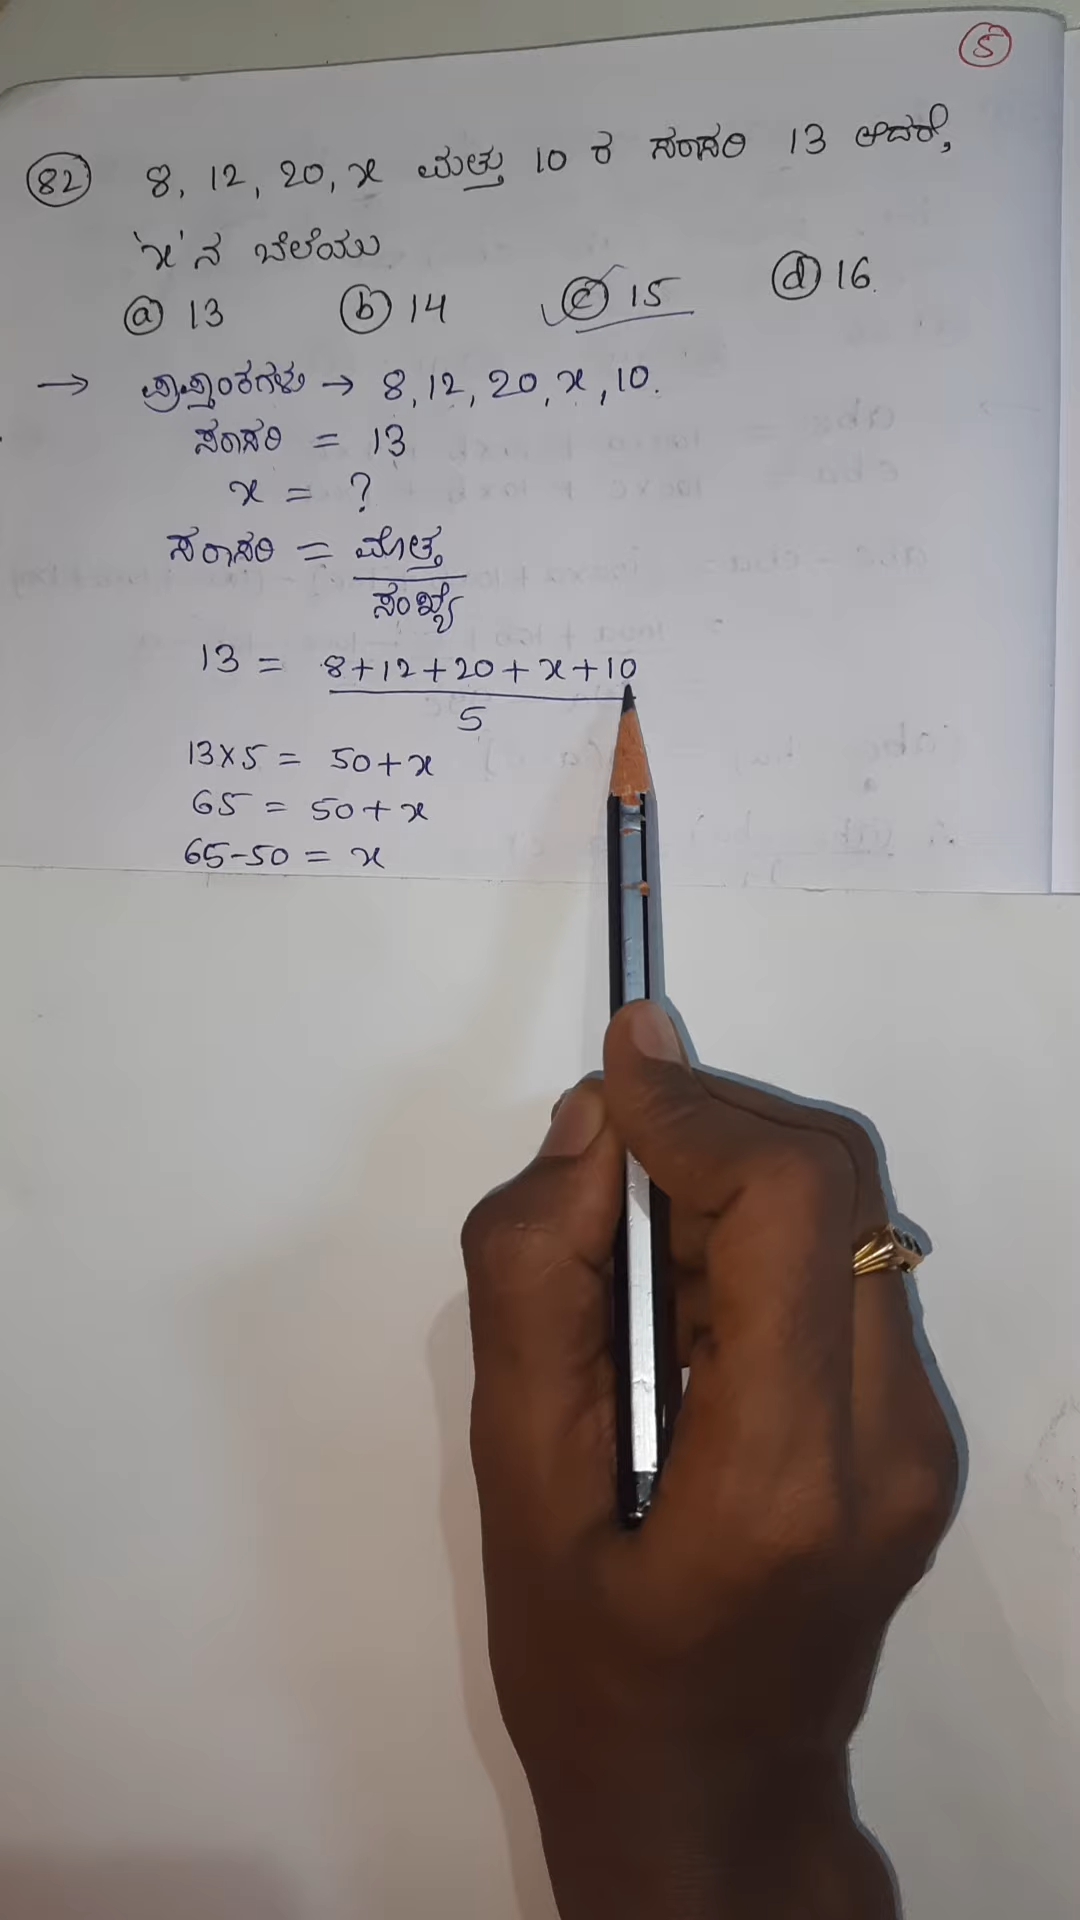 5
82 8, 12, 20, x ಮತ್ತು 10 ರ ಸರಾಸರಿ 13 ಆದರೆ,
'x' ನ ಬೆಲೆಯು
a 13 b 14 c 15 d 16.
→ ಪ್ರಾಪ್ತಾಂಕಗಳು → 8, 12, 20, x, 10.
ಸರಾಸರಿ = 13
x = ?
ಸರಾಸರಿ = ಮೊತ್ತ
ಸಂಖ್ಯೆ
13 = 8+12+20+x+10
5
13×5 = 50+x
65 = 50+x
65-50 = x